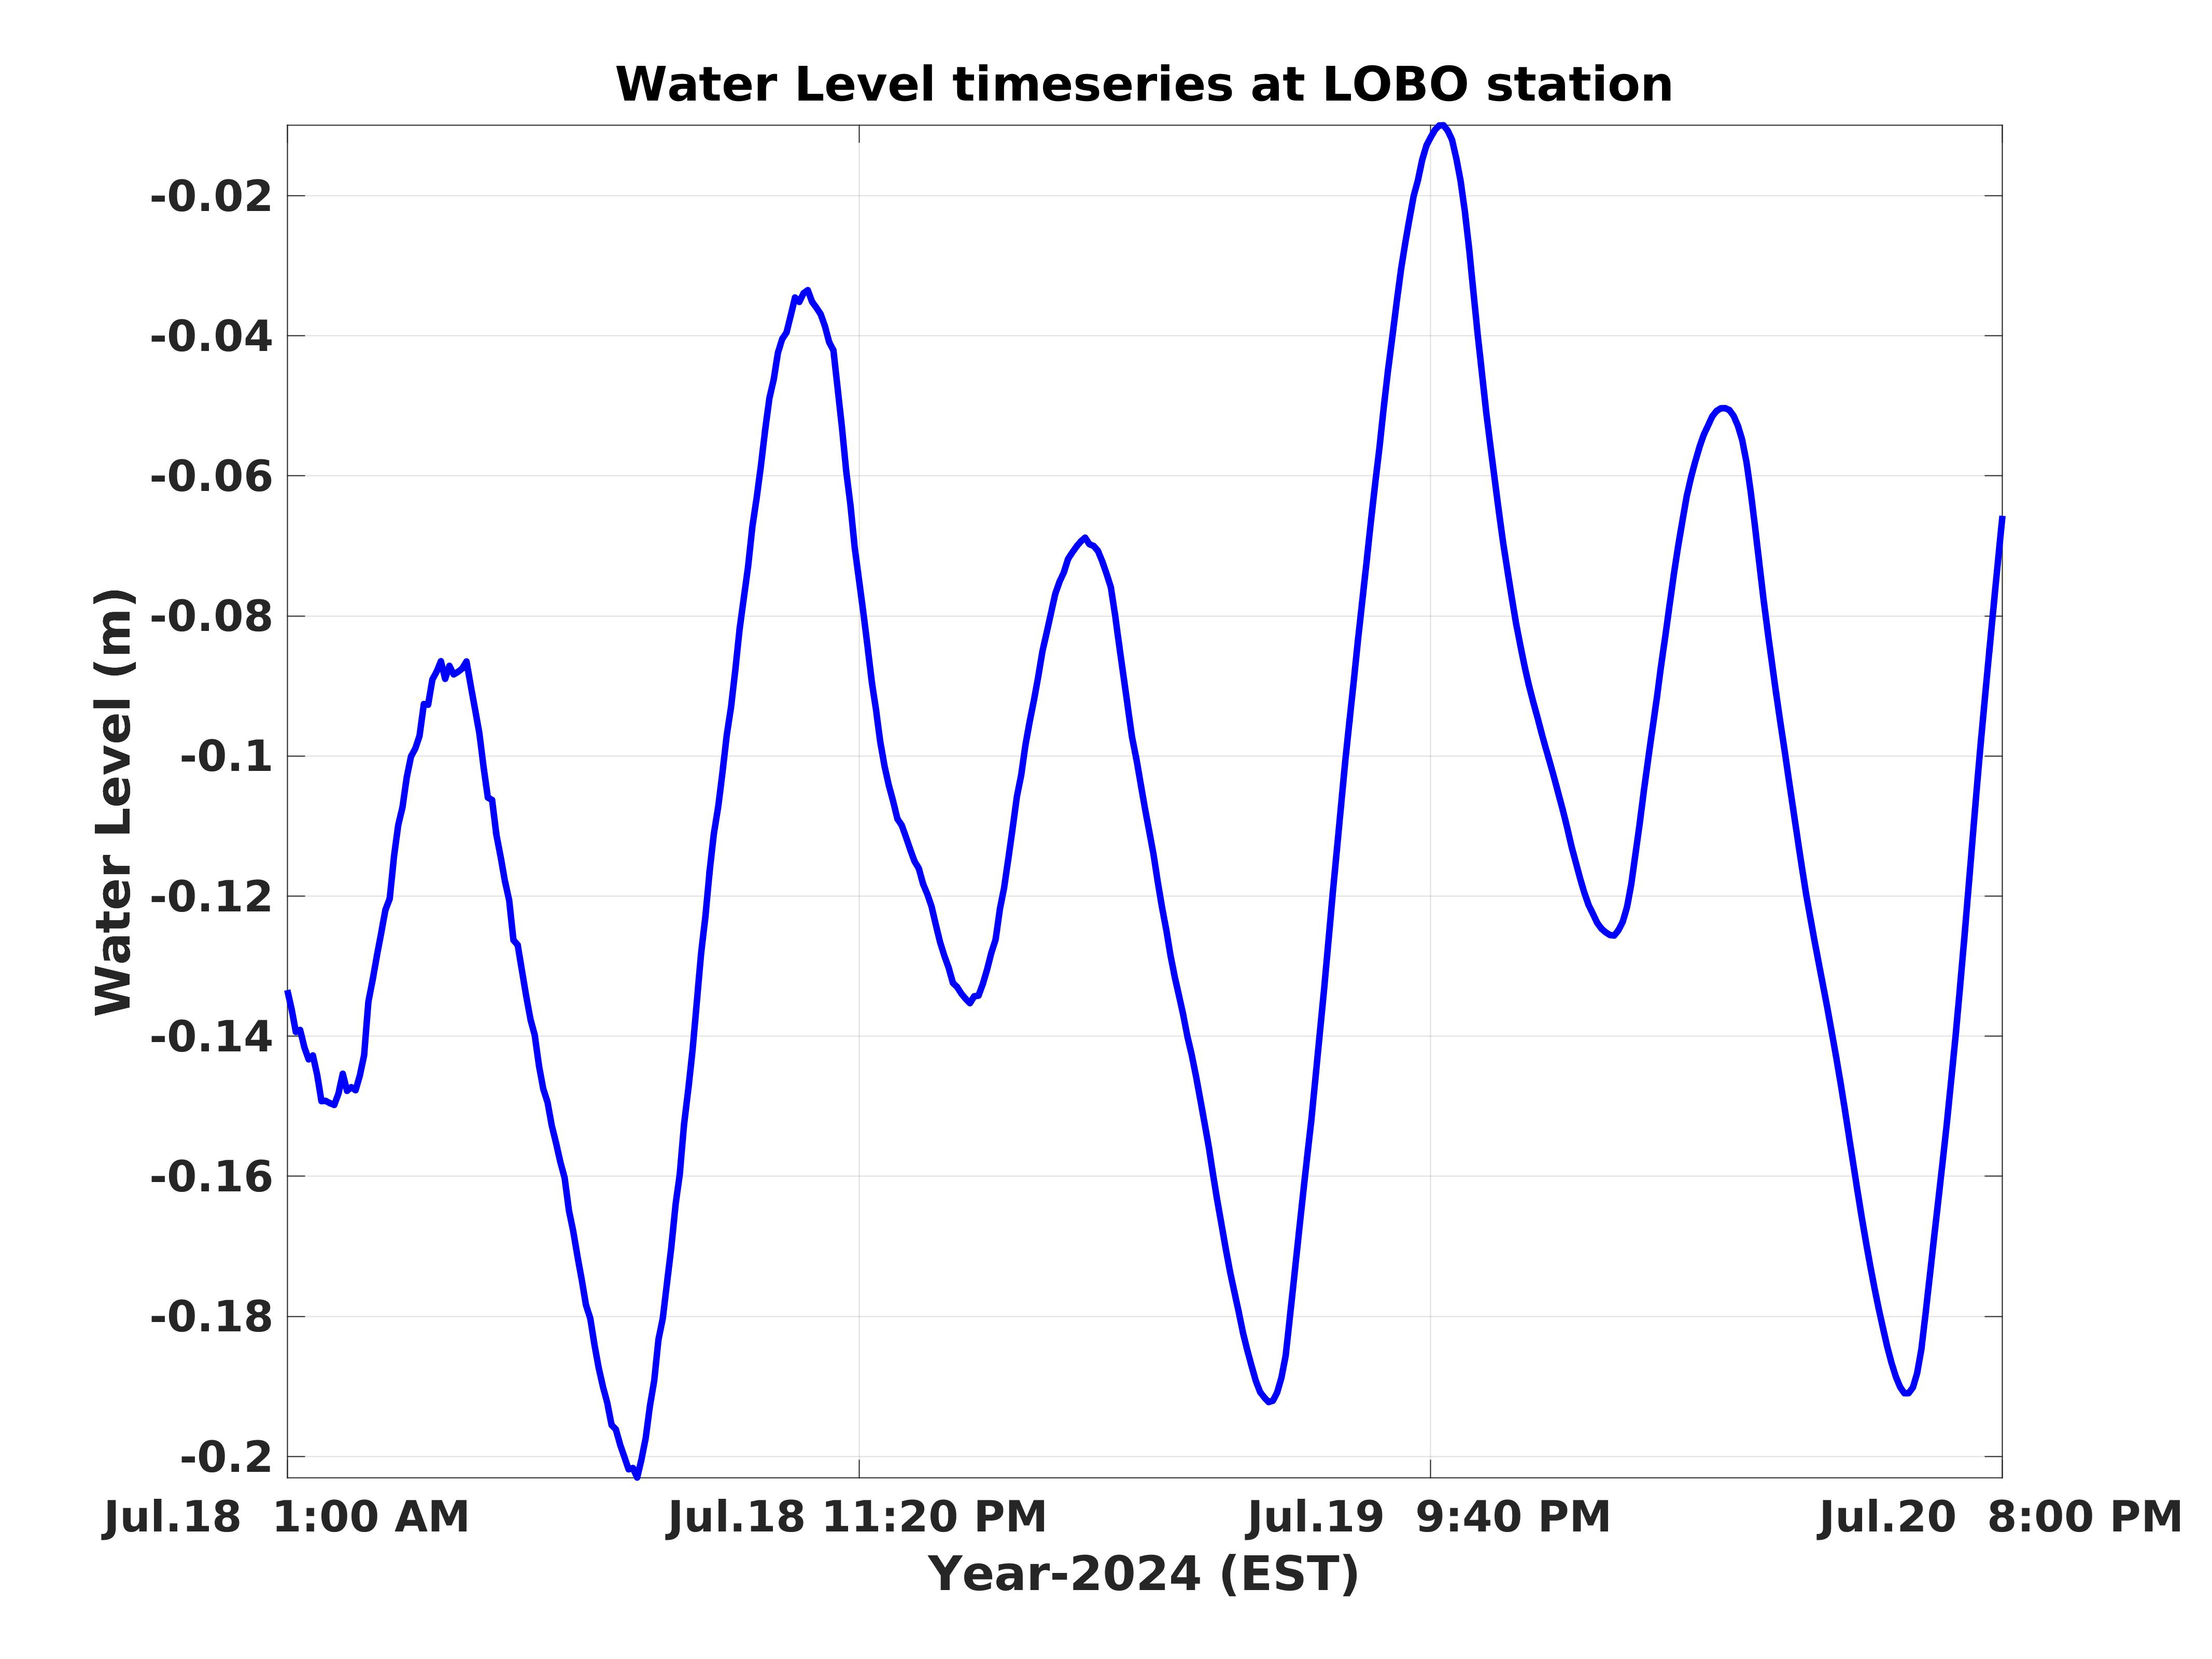 Water Level timeseries at LOBO station
-0.02
-0.04
-0.06
-0.08
-0.1
-0.12
-0.14
-0.16
-0.18
-0.2
Water Level (m)
Jul.18  1:00 AM
Jul.18 11:20 PM
Jul.19  9:40 PM
Jul.20  8:00 PM
Year-2024 (EST)